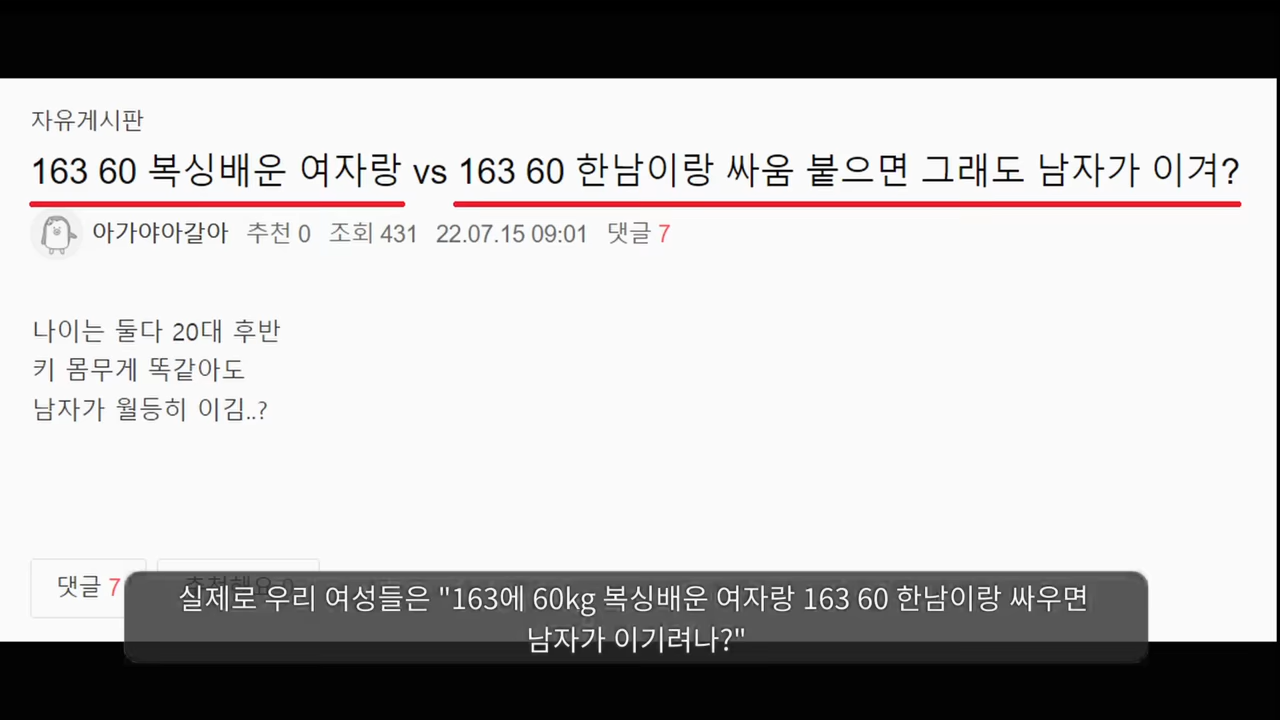 자유게시판
163 60 복싱배운 여자랑 vs 163 60 한남이랑 싸움 붙으면 그래도 남자가 이겨?
아가야아갈아 추천 0 조회 431 22.07.15 09:01 댓글 7
나이는 둘다 20대 후반
키 몸무게 똑같아도
남자가 월등히 이김..?
댓글 7 추천해요 0
실제로 우리 여성들은 "163에 60kg 복싱배운 여자랑 163 60 한남이랑 싸우면
남자가 이기려나?"